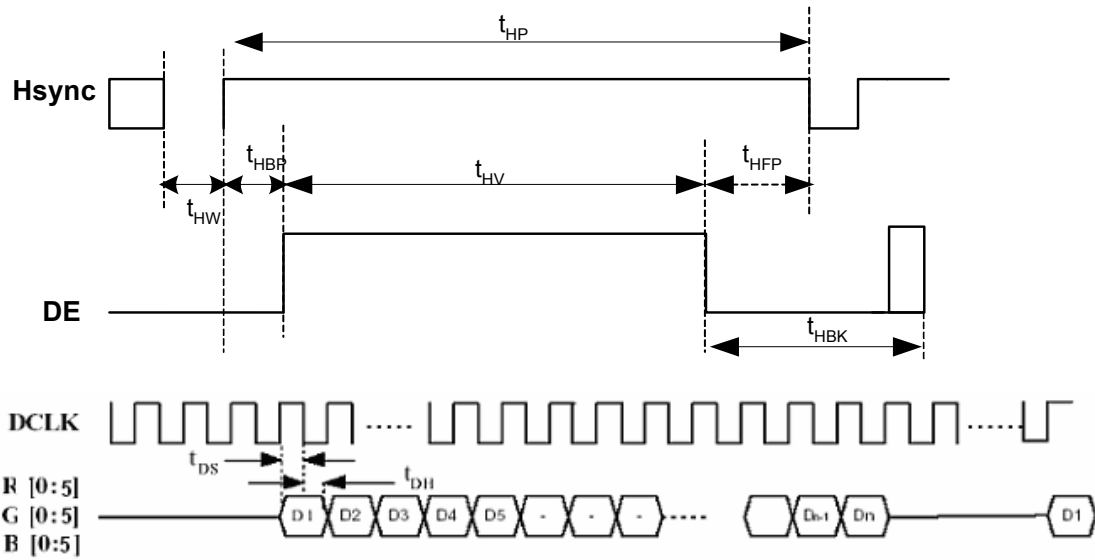 tHP
Hsync
tHBP
tHV
tHFP
tHW
DE
tHBK
DCLK
tDS
tDH
R [0:5]
G [0:5]
B [0:5]
D1 D2 D3 D4 D5 - - - Dn-1 Dn D1